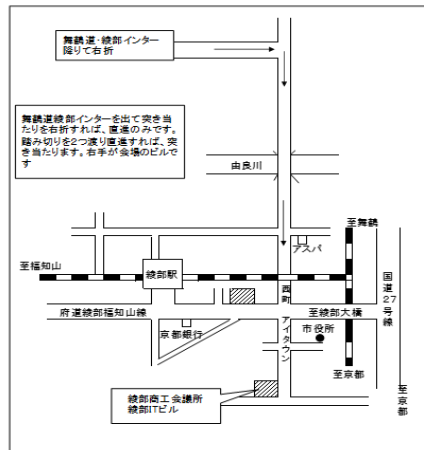 舞鶴道・綾部インター
降りて右折
舞鶴道綾部インターを出て突き当
たりを右折すれば、直進のみです。
踏み切りを2つ渡り直進すれば、突
き当たります。右手が会場のビルで
す
由良川
至舞鶴
アスパ
至福知山
綾部駅
国道27号線
西町アイタウン
府道綾部福知山線
至綾部大橋
市役所
京都銀行
至京都
至京都
綾部商工会議所
綾部ITビル